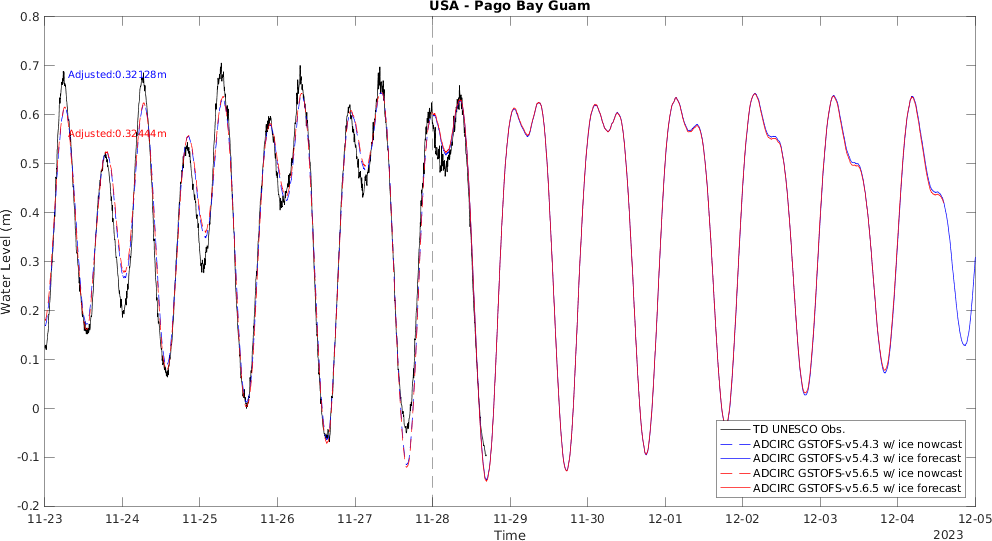 USA - Pago Bay Guam
0.8
0.7
0.6
0.5
0.4
0.3
0.2
0.1
0
-0.1
-0.2
Water Level (m)
Adjusted:0.32128m
Adjusted:0.32444m
TD UNESCO Obs.
ADCIRC GSTOFS-v5.4.3 w/ ice nowcast
ADCIRC GSTOFS-v5.4.3 w/ ice forecast
ADCIRC GSTOFS-v5.6.5 w/ ice nowcast
ADCIRC GSTOFS-v5.6.5 w/ ice forecast
11-23 11-24 11-25 11-26 11-27 11-28 11-29 11-30 12-01 12-02 12-03 12-04 12-05
Time
2023